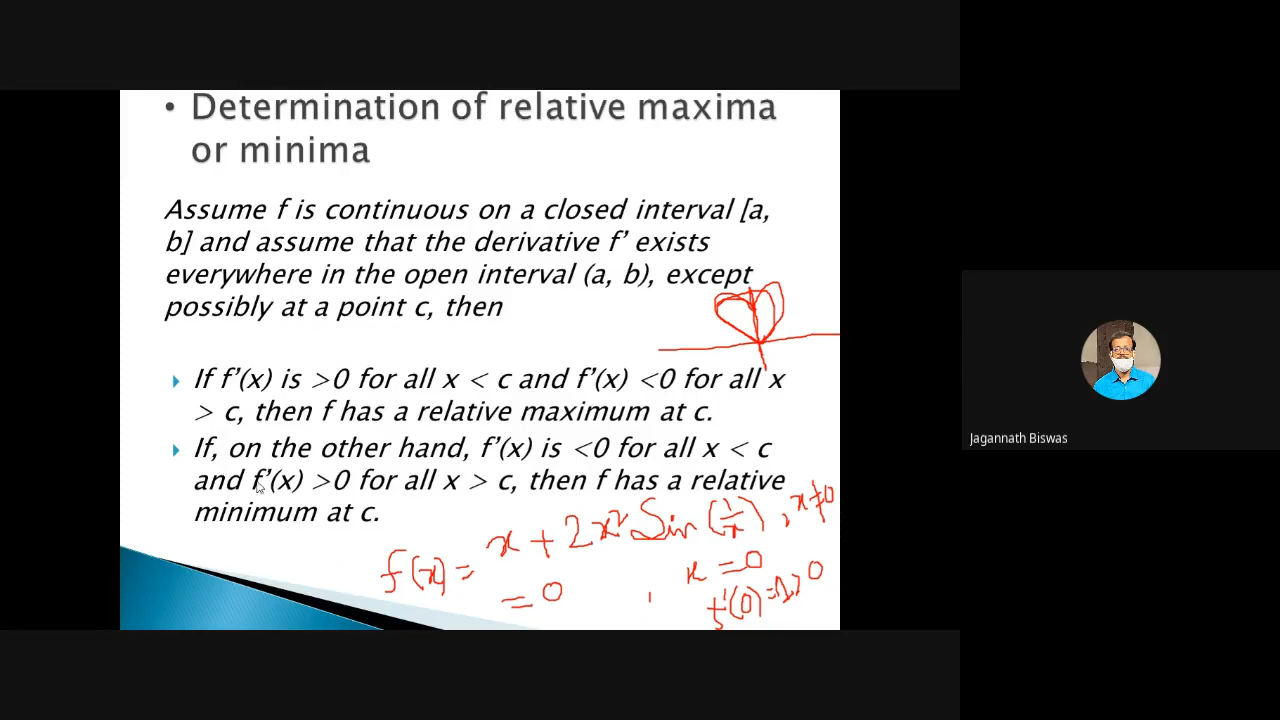 • Determination of relative maxima
or minima
Assume f is continuous on a closed interval [a,
b] and assume that the derivative f' exists
everywhere in the open interval (a, b), except
possibly at a point c, then
If f'(x) is >0 for all x < c and f'(x) <0 for all x
> c, then f has a relative maximum at c.
If, on the other hand, f'(x) is <0 for all x < c
and f'(x) >0 for all x > c, then f has a relative
minimum at c.
f(x) = x + 2x² Sin (1/x), x≠0
= 0 , x = 0
f'(0) = 1 > 0
Jagannath Biswas